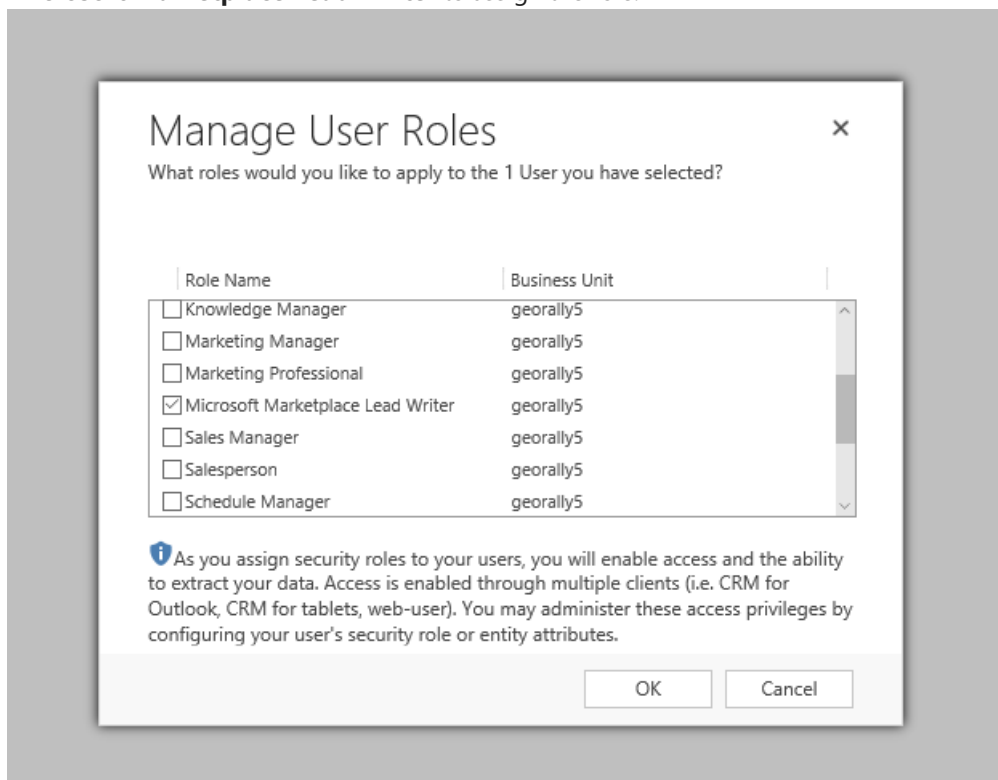 Manage User Roles
What roles would you like to apply to the 1 User you have selected?
Role Name Business Unit
Knowledge Manager georally5
Marketing Manager georally5
Marketing Professional georally5
Microsoft Marketplace Lead Writer georally5
Sales Manager georally5
Salesperson georally5
Schedule Manager georally5
As you assign security roles to your users, you will enable access and the ability
to extract your data. Access is enabled through multiple clients (i.e. CRM for
Outlook, CRM for tablets, web-user). You may administer these access privileges by
configuring your user's security role or entity attributes.
OK Cancel